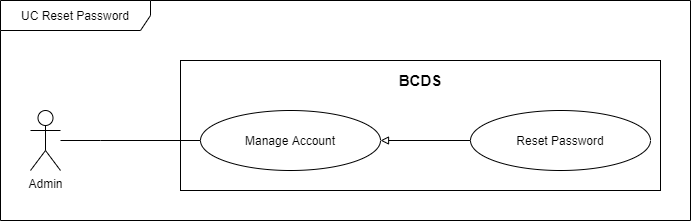 UC Reset Password
BCDS
Manage Account
Reset Password
Admin